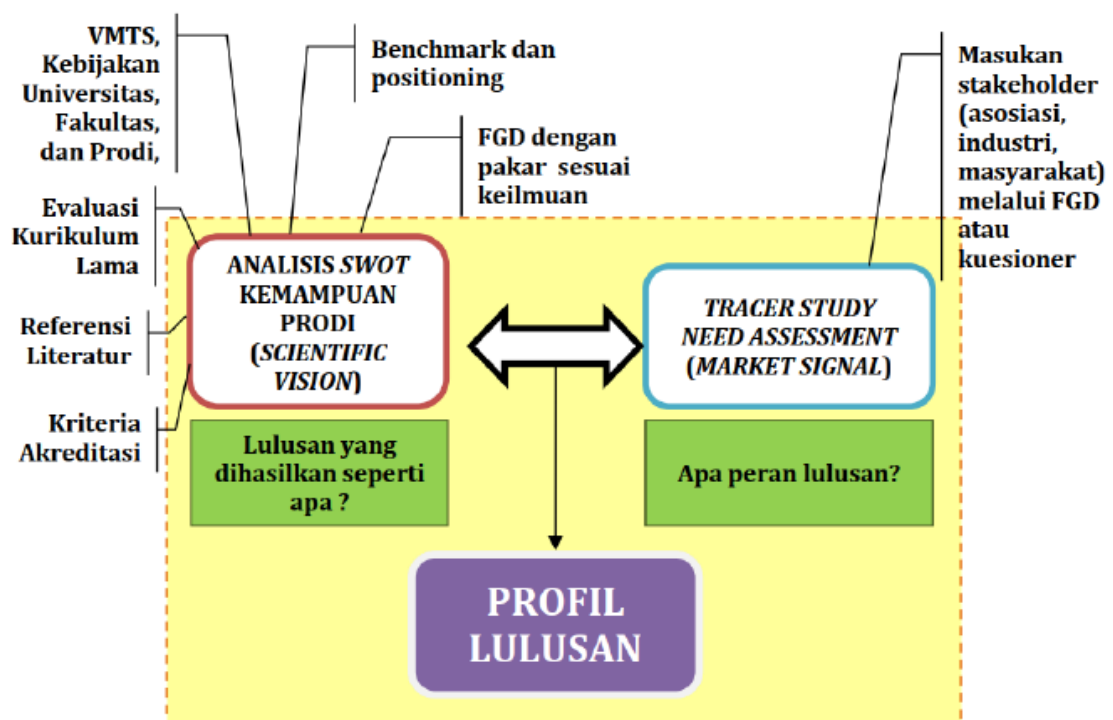 VMTS,
Kebijakan
Universitas,
Fakultas,
dan Prodi,
Benchmark dan
positioning
FGD dengan
pakar sesuai
keilmuan
Masukan
stakeholder
(asosiasi,
industri,
masyarakat)
melalui FGD
atau
kuesioner
Evaluasi
Kurikulum
Lama
Referensi
Literatur
Kriteria
Akreditasi
ANALISIS SWOT
KEMAMPUAN
PRODI
(SCIENTIFIC
VISION)
TRACER STUDY
NEED ASSESSMENT
(MARKET SIGNAL)
Lulusan yang
dihasilkan seperti
apa ?
Apa peran lulusan?
PROFIL
LULUSAN